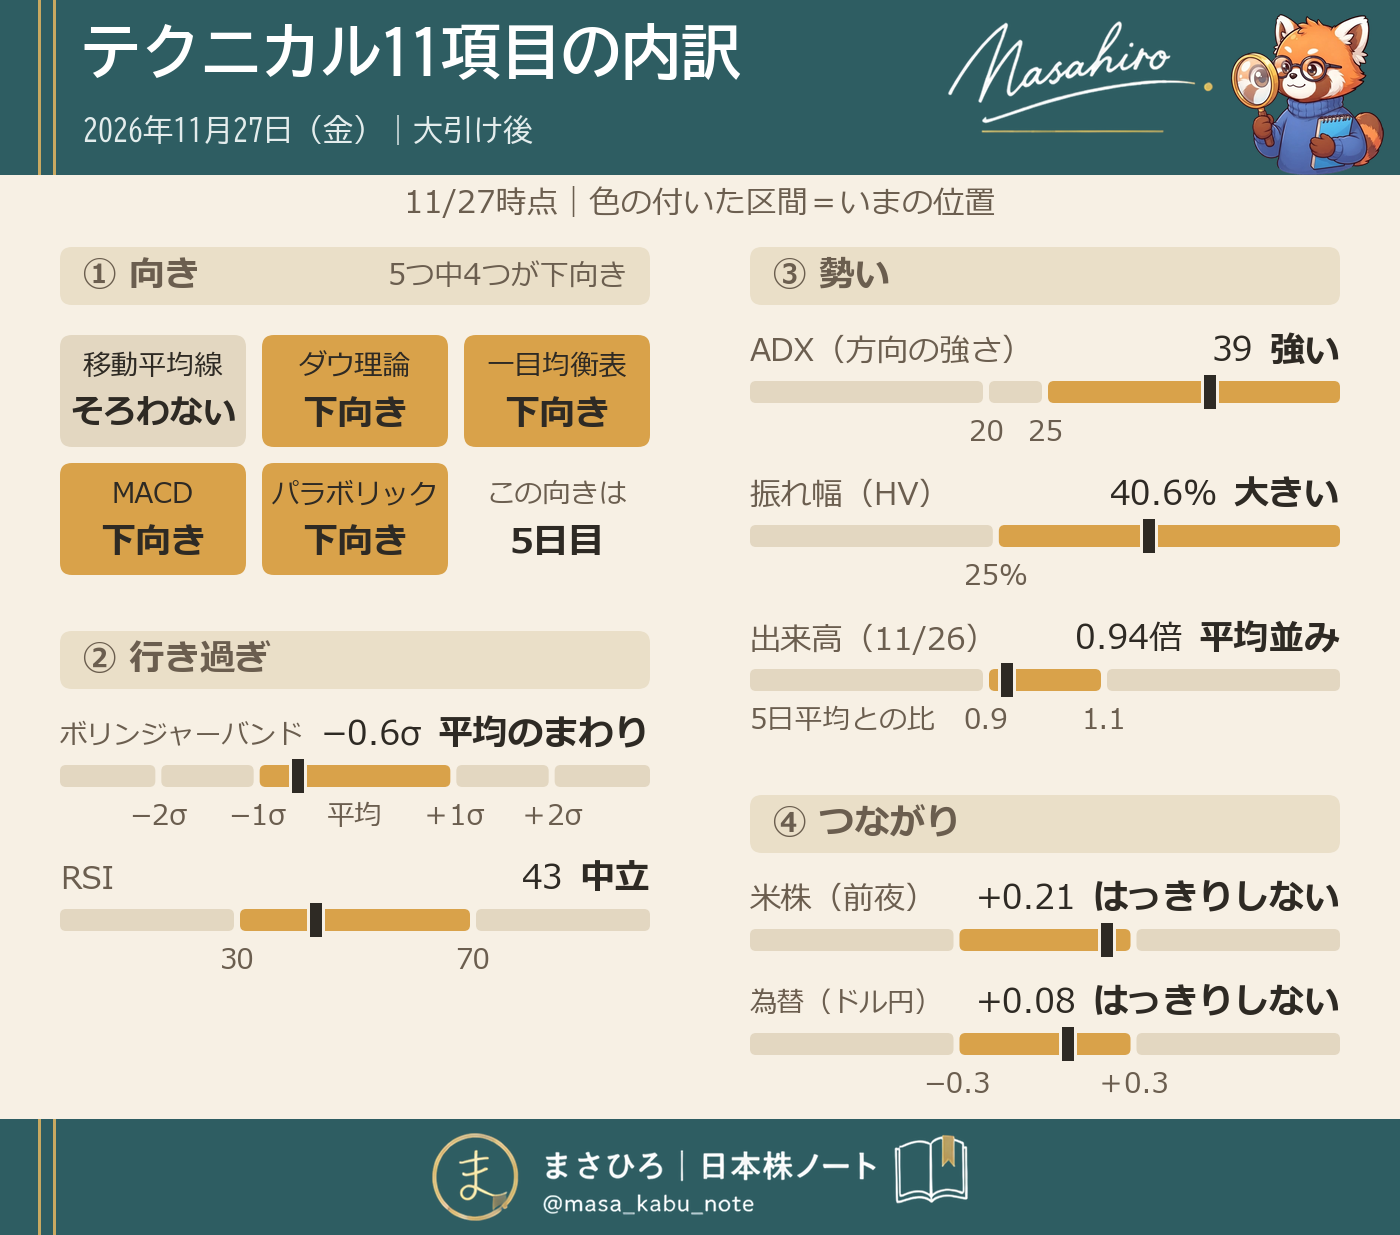 テクニカル11項目の内訳
2026年11月27日（金）｜大引け後
Masahiro
11/27時点｜色の付いた区間＝いまの位置
① 向き 5つ中4つが下向き
移動平均線
そろわない
ダウ理論
下向き
一目均衡表
下向き
MACD
下向き
パラボリック
下向き
この向きは
5日目
② 行き過ぎ
ボリンジャーバンド −0.6σ 平均のまわり
−2σ −1σ 平均 +1σ +2σ
RSI 43 中立
30 70
③ 勢い
ADX（方向の強さ） 39 強い
20 25
振れ幅（HV） 40.6% 大きい
25%
出来高（11/26） 0.94倍 平均並み
5日平均との比 0.9 1.1
④ つながり
米株（前夜） +0.21 はっきりしない
為替（ドル円） +0.08 はっきりしない
−0.3 +0.3
ま
まさひろ｜日本株ノート
@masa_kabu_note